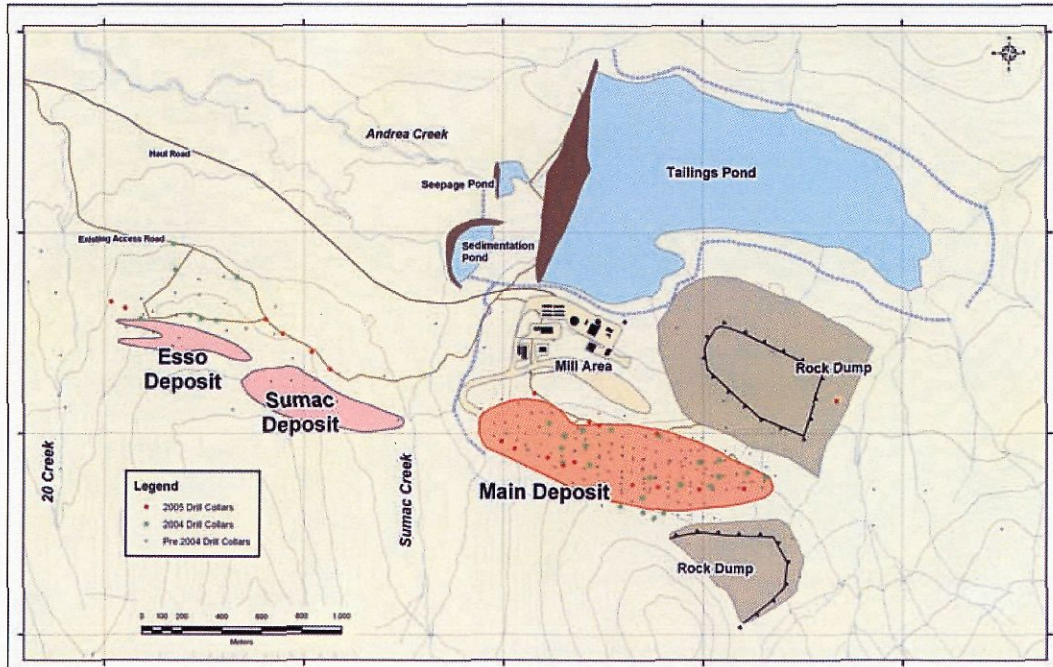 Andrea Creek
Haul Road
Tailings Pond
Seepage Pond
Existing Access Road
Sedimentation
Pond
Esso
Deposit
Mill Area
Rock Dump
Sumac
Deposit
20 Creek
Sumac Creek
Main Deposit
Legend
2005 Drill Collars
2004 Drill Collars
Pre 2004 Drill Collars
Rock Dump
0 100 200 400 600 800 1,000
Meters